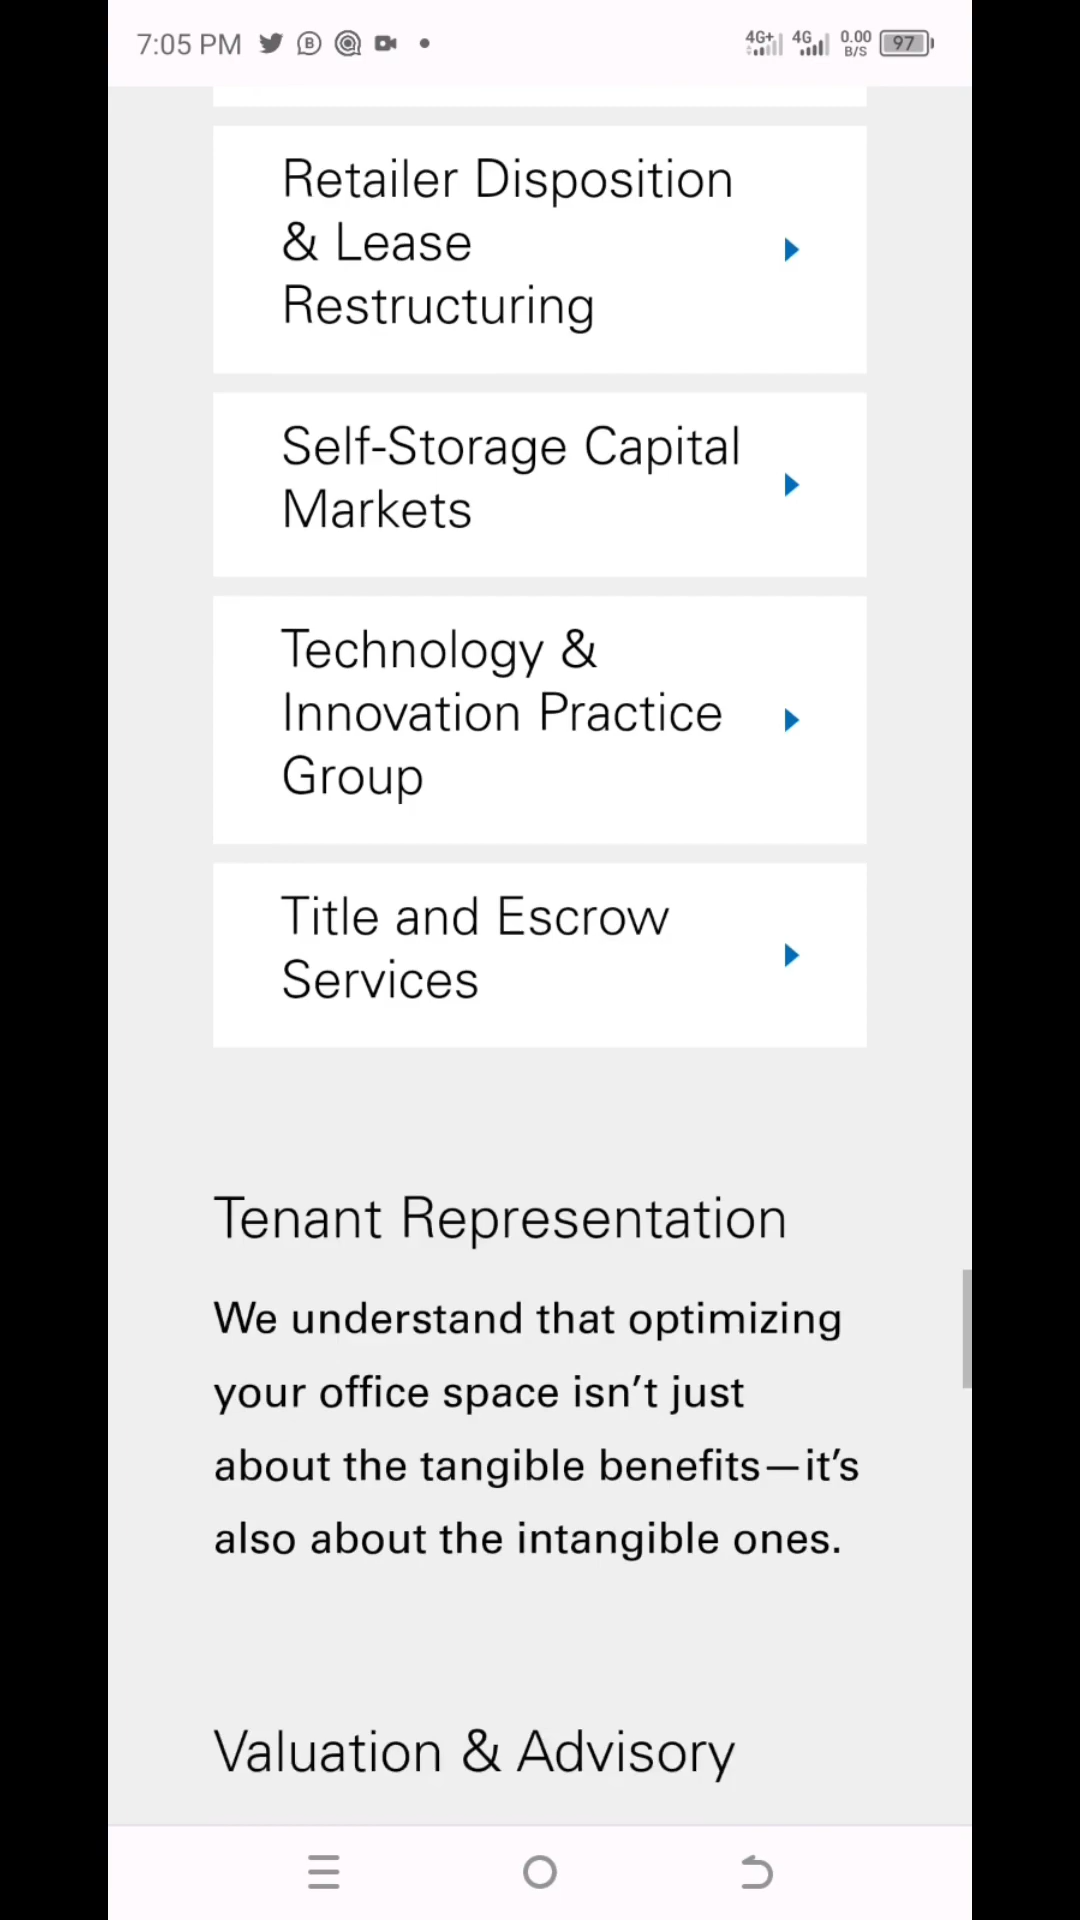 7:05 PM
4G+ 4G 0.00 B/S 97
Retailer Disposition
& Lease
Restructuring
Self-Storage Capital
Markets
Technology &
Innovation Practice
Group
Title and Escrow
Services
Tenant Representation
We understand that optimizing
your office space isn’t just
about the tangible benefits—it’s
also about the intangible ones.
Valuation & Advisory